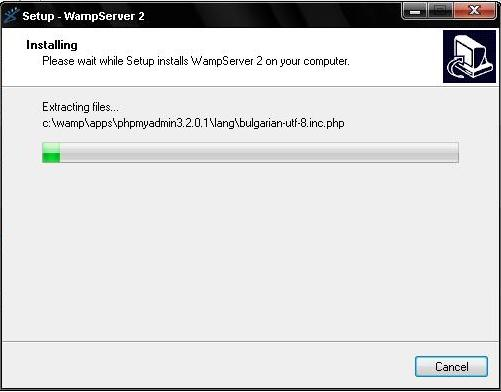 Setup - WampServer 2
Installing
Please wait while Setup installs WampServer 2 on your computer.
Extracting files...
c:\wamp\apps\phpmyadmin3.2.0.1\lang\bulgarian-utf-8.inc.php
Cancel